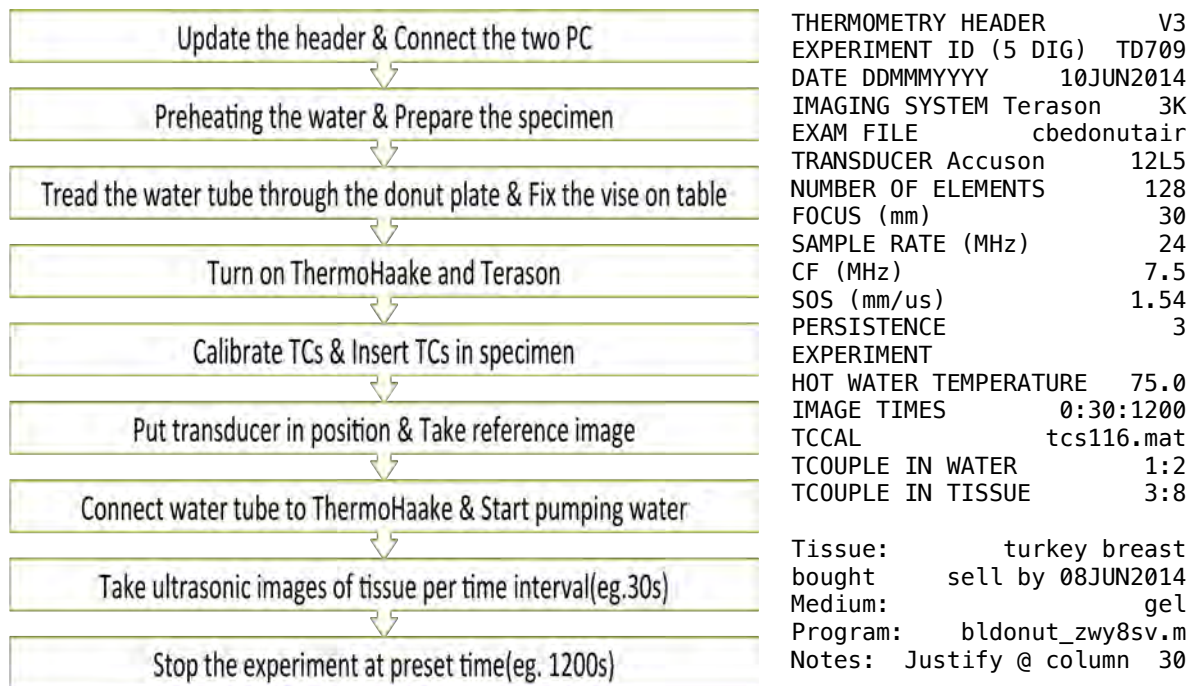 Update the header & Connect the two PC
Preheating the water & Prepare the specimen
Tread the water tube through the donut plate & Fix the vise on table
Turn on ThermoHaake and Terason
Calibrate TCs & Insert TCs in specimen
Put transducer in position & Take reference image
Connect water tube to ThermoHaake & Start pumping water
Take ultrasonic images of tissue per time interval(eg.30s)
Stop the experiment at preset time(eg. 1200s)
THERMOMETRY HEADER V3
EXPERIMENT ID (5 DIG) TD709
DATE DDMMMYYYY 10JUN2014
IMAGING SYSTEM Terason 3K
EXAM FILE cbedonutair
TRANSDUCER Accuson 12L5
NUMBER OF ELEMENTS 128
FOCUS (mm) 30
SAMPLE RATE (MHz) 24
CF (MHz) 7.5
SOS (mm/us) 1.54
PERSISTENCE 3
EXPERIMENT
HOT WATER TEMPERATURE 75.0
IMAGE TIMES 0:30:1200
TCCAL tcs116.mat
TCOUPLE IN WATER 1:2
TCOUPLE IN TISSUE 3:8
Tissue: turkey breast
bought sell by 08JUN2014
Medium: gel
Program: bldonut_zwy8sv.m
Notes: Justify @ column 30